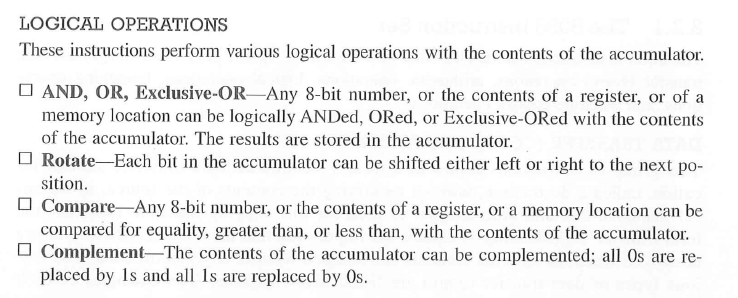 LOGICAL OPERATIONS
These instructions perform various logical operations with the contents of the accumulator.
☐ AND, OR, Exclusive-OR—Any 8-bit number, or the contents of a register, or of a
memory location can be logically ANDed, ORed, or Exclusive-ORed with the contents
of the accumulator. The results are stored in the accumulator.
☐ Rotate—Each bit in the accumulator can be shifted either left or right to the next po-
sition.
☐ Compare—Any 8-bit number, or the contents of a register, or a memory location can be
compared for equality, greater than, or less than, with the contents of the accumulator.
☐ Complement—The contents of the accumulator can be complemented; all 0s are re-
placed by 1s and all 1s are replaced by 0s.